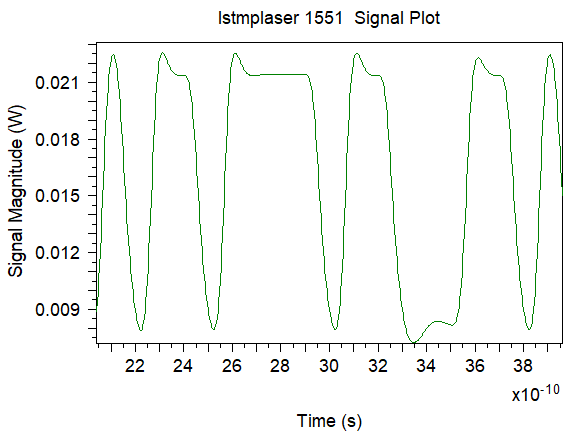 lstmplaser 1551  Signal Plot
Signal Magnitude (W)
0.021
0.018
0.015
0.012
0.009
22 24 26 28 30 32 34 36 38
x10-10
Time (s)